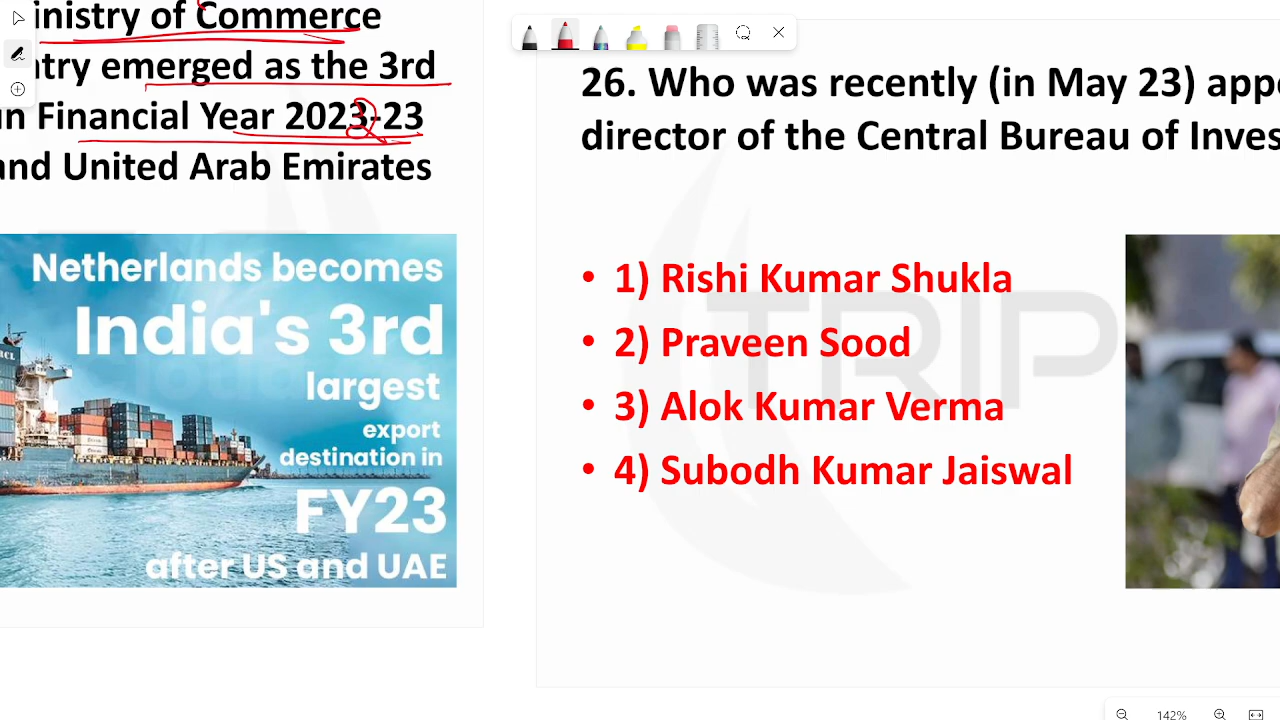 inistry of Commerce
ntry emerged as the 3rd
in Financial Year 2023-23
and United Arab Emirates
Netherlands becomes
India's 3rd
largest
export
destination in
FY23
after US and UAE
26. Who was recently (in May 23) appo
director of the Central Bureau of Inves
• 1) Rishi Kumar Shukla
• 2) Praveen Sood
• 3) Alok Kumar Verma
• 4) Subodh Kumar Jaiswal
TRIP
142%